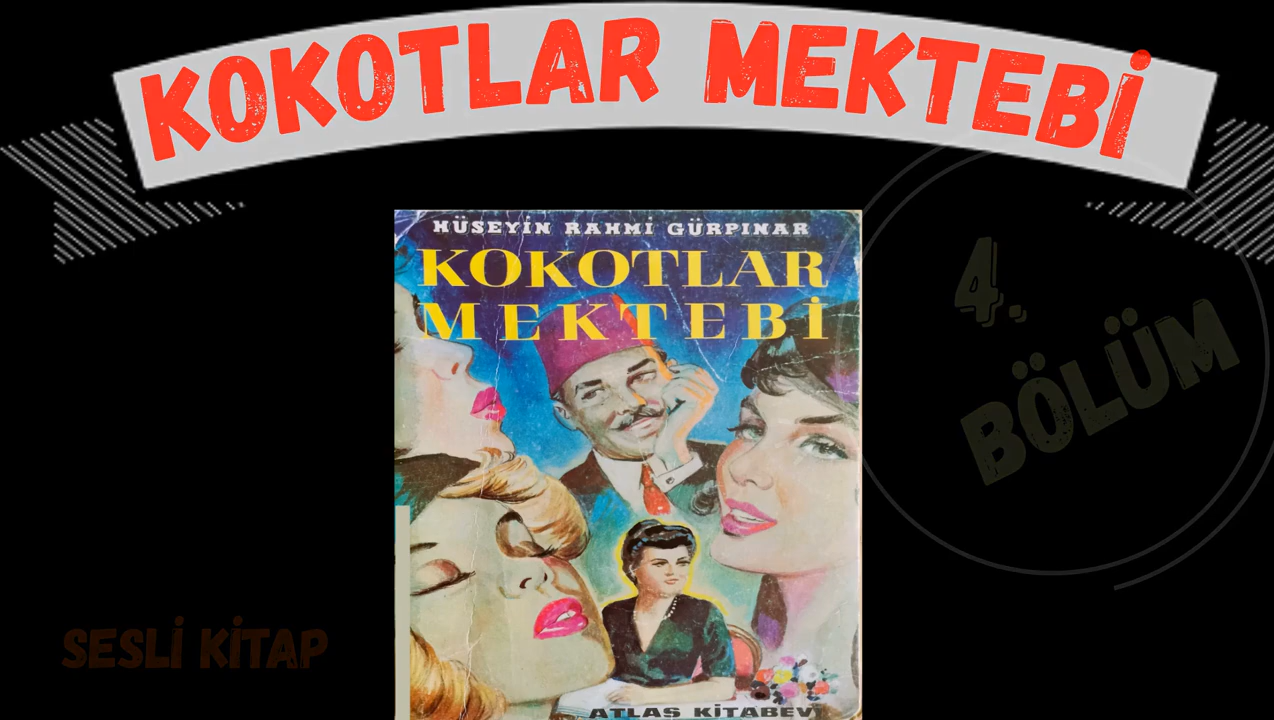 KOKOTLAR MEKTEBİ
HÜSEYİN RAHMİ GÜRPINAR
KOKOTLAR
MEKTEBİ
4.
BÖLÜM
SESLİ KİTAP
ATLAS KİTABEVİ